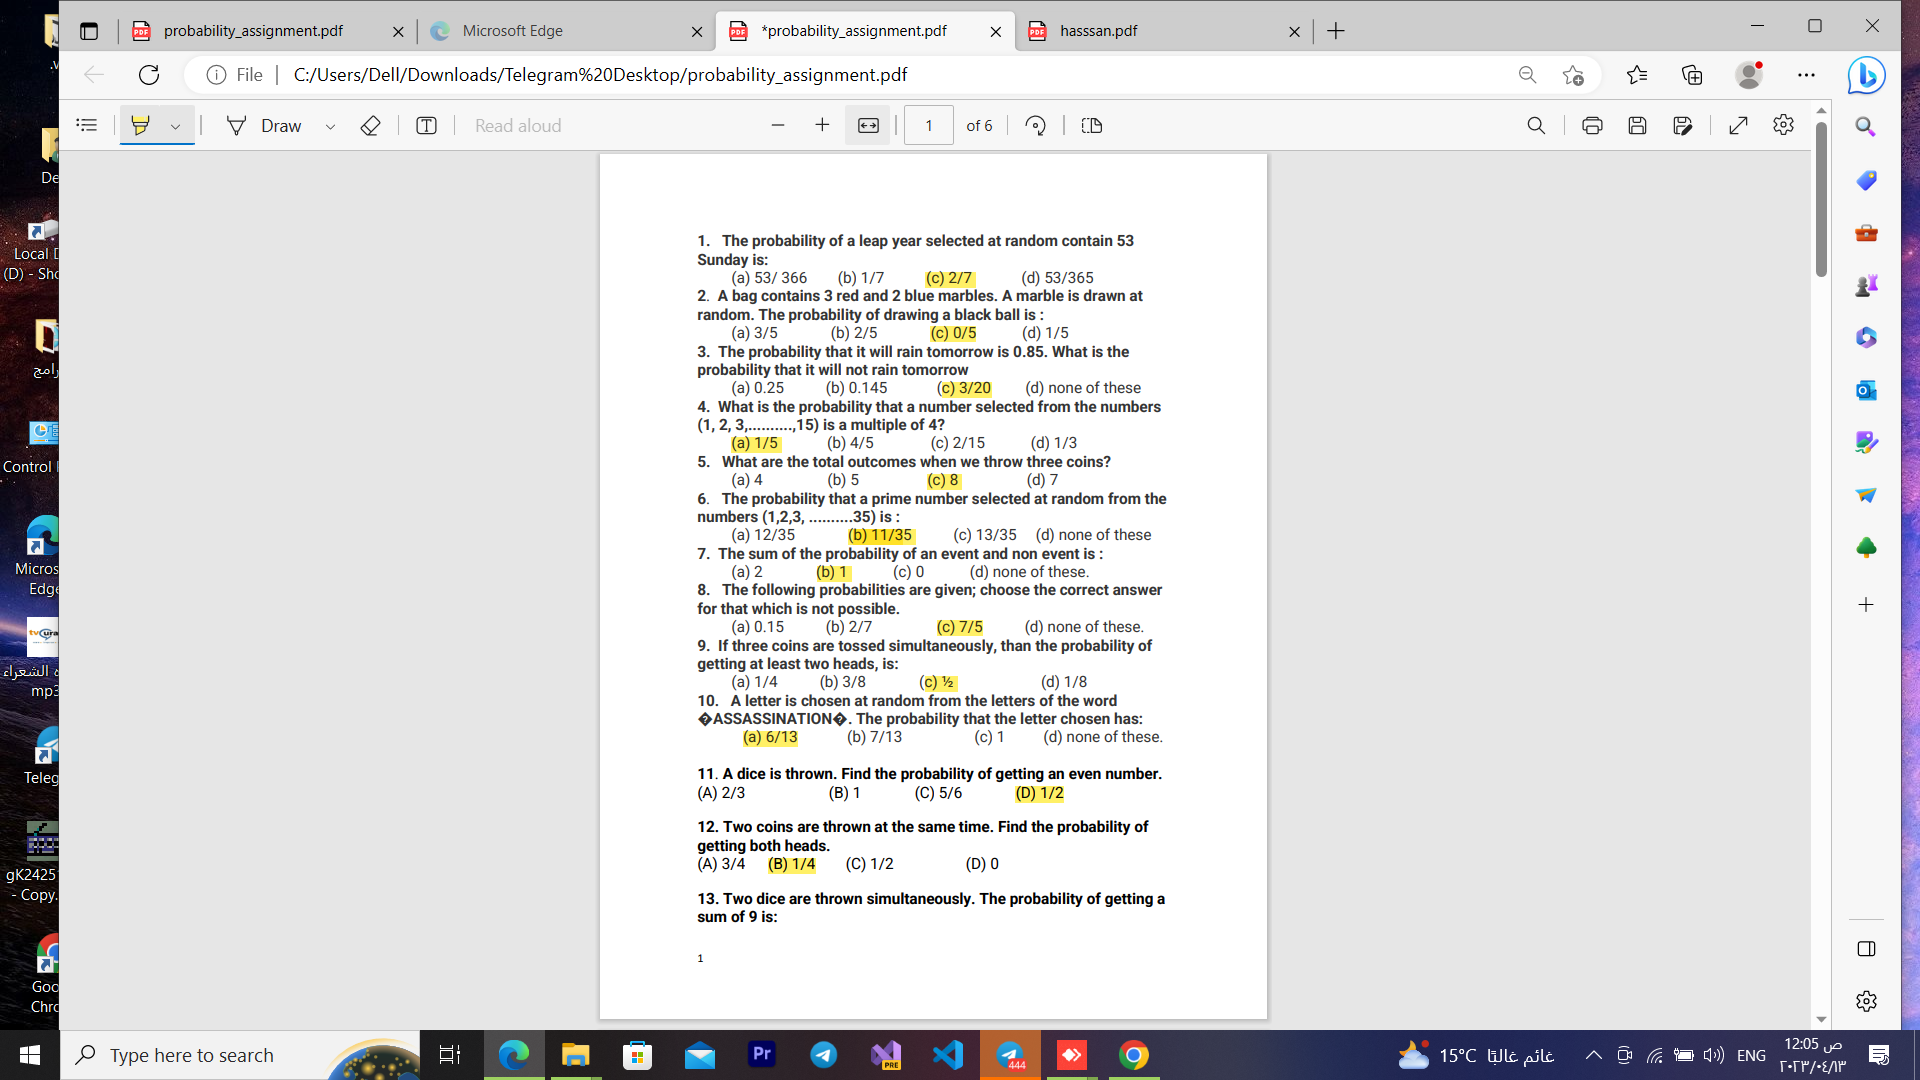 probability_assignment.pdf
Microsoft Edge
*probability_assignment.pdf
hasssan.pdf
File
C:/Users/Dell/Downloads/Telegram%20Desktop/probability_assignment.pdf
Draw
Read aloud
1
of 6
1. The probability of a leap year selected at random contain 53
Sunday is:
(a) 53/ 366 (b) 1/7 (c) 2/7 (d) 53/365
2. A bag contains 3 red and 2 blue marbles. A marble is drawn at
random. The probability of drawing a black ball is :
(a) 3/5 (b) 2/5 (c) 0/5 (d) 1/5
3. The probability that it will rain tomorrow is 0.85. What is the
probability that it will not rain tomorrow
(a) 0.25 (b) 0.145 (c) 3/20 (d) none of these
4. What is the probability that a number selected from the numbers
(1, 2, 3,..........,15) is a multiple of 4?
(a) 1/5 (b) 4/5 (c) 2/15 (d) 1/3
5. What are the total outcomes when we throw three coins?
(a) 4 (b) 5 (c) 8 (d) 7
6. The probability that a prime number selected at random from the
numbers (1,2,3, ..........35) is :
(a) 12/35 (b) 11/35 (c) 13/35 (d) none of these
7. The sum of the probability of an event and non event is :
(a) 2 (b) 1 (c) 0 (d) none of these.
8. The following probabilities are given; choose the correct answer
for that which is not possible.
(a) 0.15 (b) 2/7 (c) 7/5 (d) none of these.
9. If three coins are tossed simultaneously, than the probability of
getting at least two heads, is:
(a) 1/4 (b) 3/8 (c) ½ (d) 1/8
10. A letter is chosen at random from the letters of the word
�ASSASSINATION�. The probability that the letter chosen has:
(a) 6/13 (b) 7/13 (c) 1 (d) none of these.
11. A dice is thrown. Find the probability of getting an even number.
(A) 2/3 (B) 1 (C) 5/6 (D) 1/2
12. Two coins are thrown at the same time. Find the probability of
getting both heads.
(A) 3/4 (B) 1/4 (C) 1/2 (D) 0
13. Two dice are thrown simultaneously. The probability of getting a
sum of 9 is:
1
De
Local D
(D) - Sho
رامج
Control
Micros
Edge
tv
ه الشعراء
mp3
Teleg
gK2425
- Copy.
Goo
Chro
Type here to search
Pr
PRE
444
15°C غائم غالبًا
ENG
12:05 ص
٢٠٢٣/٠٤/١٣